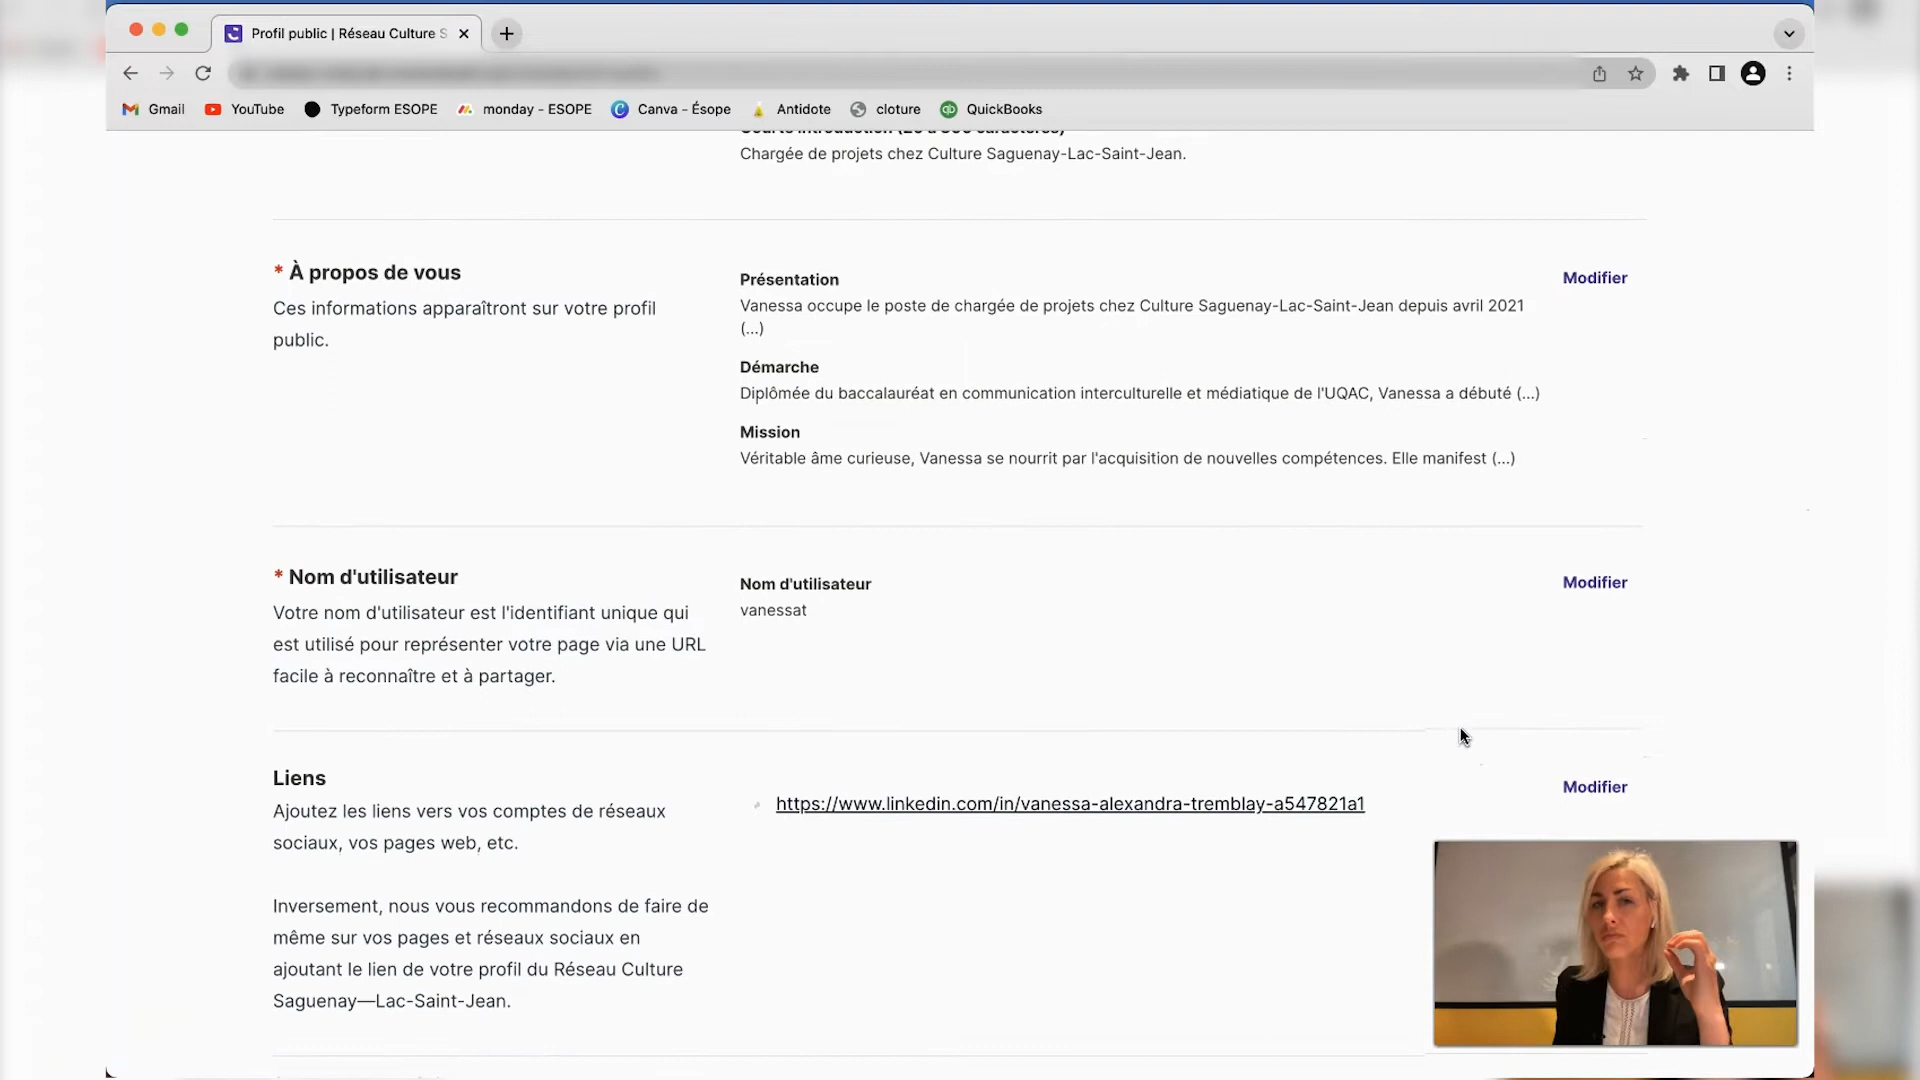 Profil public | Réseau Culture S
Gmail YouTube Typeform ESOPE monday - ESOPE Canva - Ésope Antidote cloture QuickBooks
Courte introduction (20 à 300 caractères)
Chargée de projets chez Culture Saguenay-Lac-Saint-Jean.
* À propos de vous
Ces informations apparaîtront sur votre profil
public.
Présentation
Modifier
Vanessa occupe le poste de chargée de projets chez Culture Saguenay-Lac-Saint-Jean depuis avril 2021
(...)
Démarche
Diplômée du baccalauréat en communication interculturelle et médiatique de l'UQAC, Vanessa a débuté (...)
Mission
Véritable âme curieuse, Vanessa se nourrit par l'acquisition de nouvelles compétences. Elle manifest (...)
* Nom d'utilisateur
Votre nom d'utilisateur est l'identifiant unique qui
est utilisé pour représenter votre page via une URL
facile à reconnaître et à partager.
Nom d'utilisateur
Modifier
vanessat
Liens
Ajoutez les liens vers vos comptes de réseaux
sociaux, vos pages web, etc.
Inversement, nous vous recommandons de faire de
même sur vos pages et réseaux sociaux en
ajoutant le lien de votre profil du Réseau Culture
Saguenay—Lac-Saint-Jean.
https://www.linkedin.com/in/vanessa-alexandra-tremblay-a547821a1
Modifier